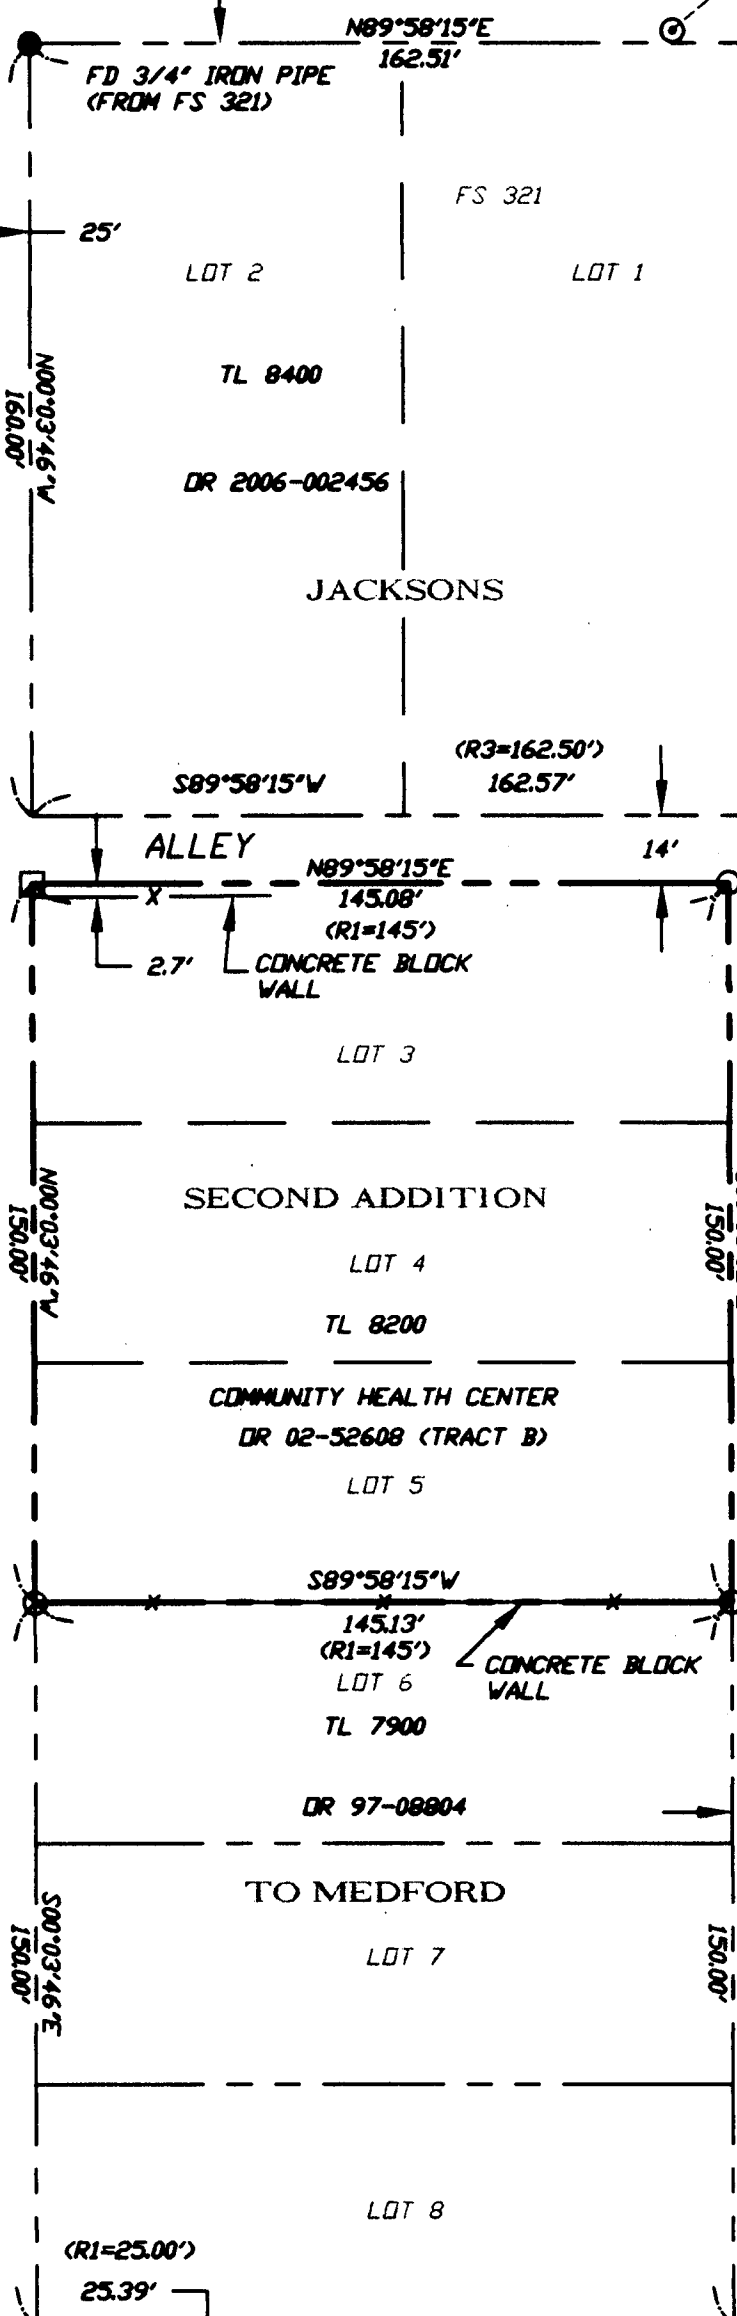 N89°58'15"E
162.51'
FD 3/4" IRON PIPE
(FROM FS 321)
FS 321
25'
LOT 2
LOT 1
TL 8400
N00°03'46"W
160.00'
DR 2006-002456
JACKSONS
(R3=162.50')
S89°58'15"W
162.57'
ALLEY
14'
N89°58'15"E
145.08'
(R1=145')
X
2.7'
CONCRETE BLOCK
WALL
LOT 3
SECOND ADDITION
N00°03'46"W
150.00'
150.00'
LOT 4
TL 8200
COMMUNITY HEALTH CENTER
DR 02-52608 (TRACT B)
LOT 5
S89°58'15"W
145.13'
(R1=145')
CONCRETE BLOCK
WALL
LOT 6
TL 7900
DR 97-08804
TO MEDFORD
S00°03'46"E
150.00'
150.00'
LOT 7
LOT 8
(R1=25.00')
25.39'